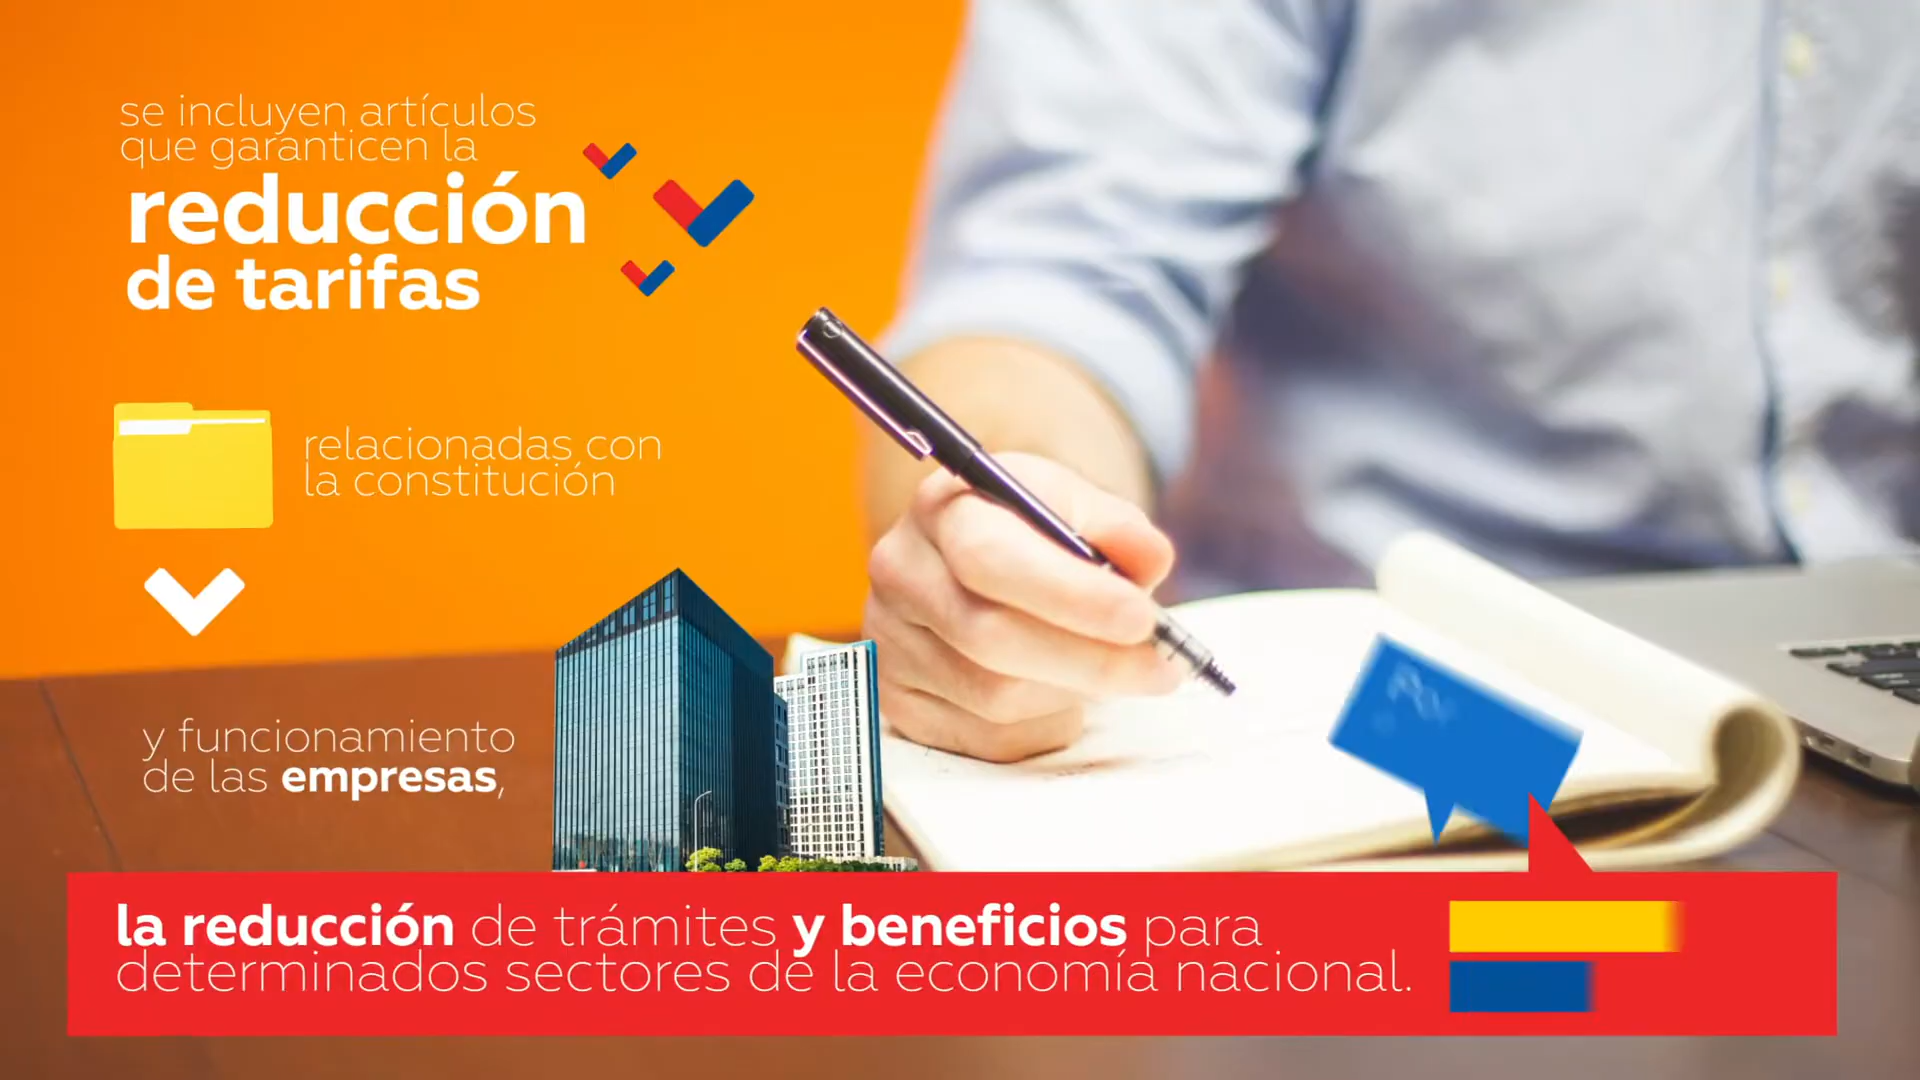 se incluyen artículos
que garanticen la
reducción
de tarifas
relacionadas con
la constitución
y funcionamiento
de las empresas,
la reducción de trámites y beneficios para
determinados sectores de la economía nacional.